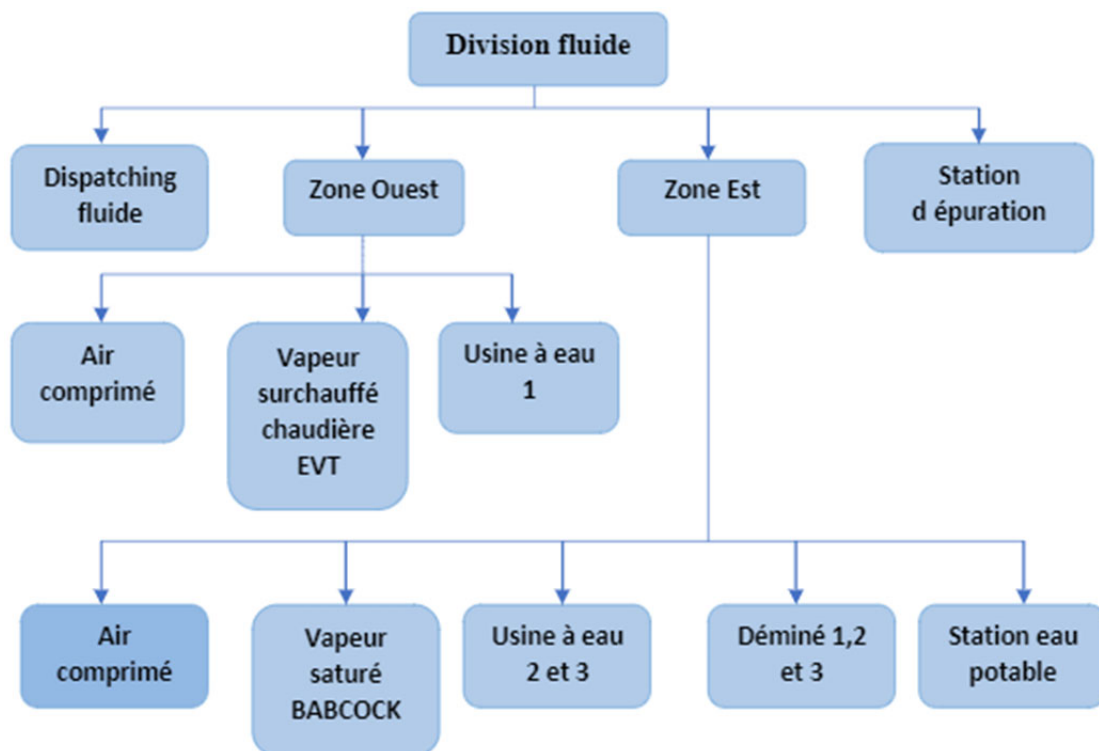 Division fluide
Dispatching
fluide
Zone Ouest
Zone Est
Station
d épuration
Air
comprimé
Vapeur
surchauffé
chaudière
EVT
Usine à eau
1
Air
comprimé
Vapeur
saturé
BABCOCK
Usine à eau
2 et 3
Déminé 1,2
et 3
Station eau
potable